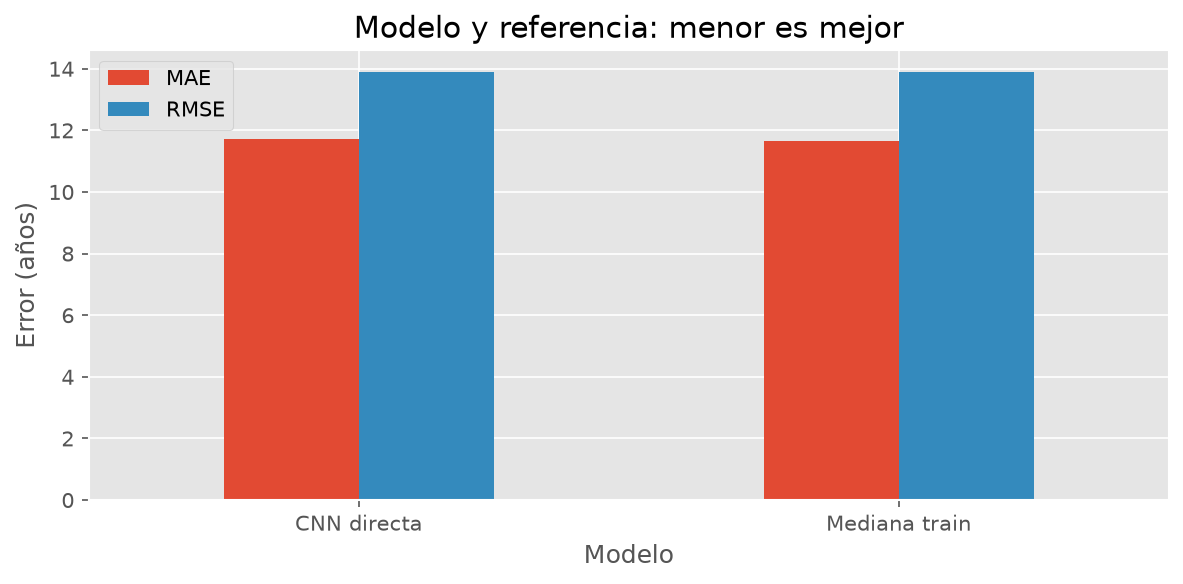 Modelo y referencia: menor es mejor
MAE
RMSE
14
12
10
8
6
4
2
0
Error (años)
CNN directa
Mediana train
Modelo